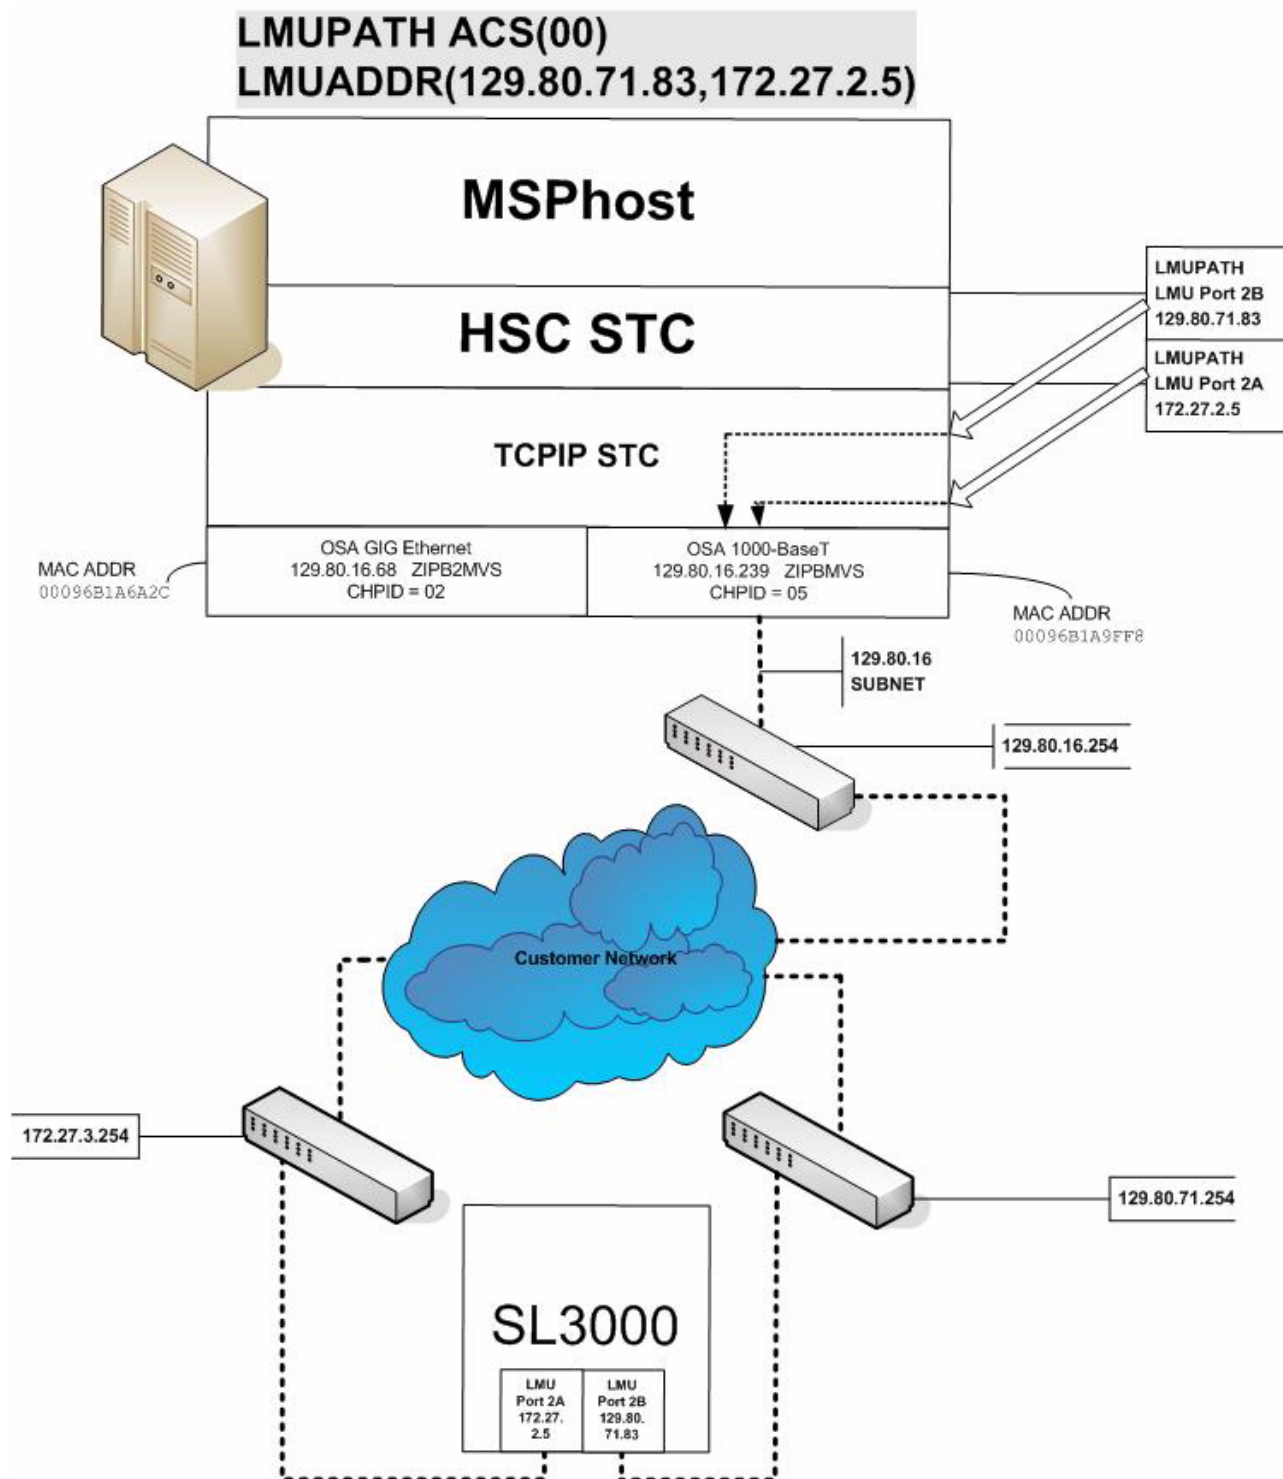 LMUPATH ACS(00)
LMUADDR(129.80.71.83,172.27.2.5)
MSPhost
HSC STC
TCPIP STC
LMUPATH
LMU Port 2B
129.80.71.83
LMUPATH
LMU Port 2A
172.27.2.5
OSA GIG Ethernet
129.80.16.68 ZIPB2MVS
CHPID = 02
OSA 1000-BaseT
129.80.16.239 ZIPBMVS
CHPID = 05
MAC ADDR
00096B1A6A2C
MAC ADDR
00096B1A9FF8
129.80.16
SUBNET
129.80.16.254
Customer Network
172.27.3.254
129.80.71.254
SL3000
LMU
Port 2A
172.27.
2.5
LMU
Port 2B
129.80.
71.83